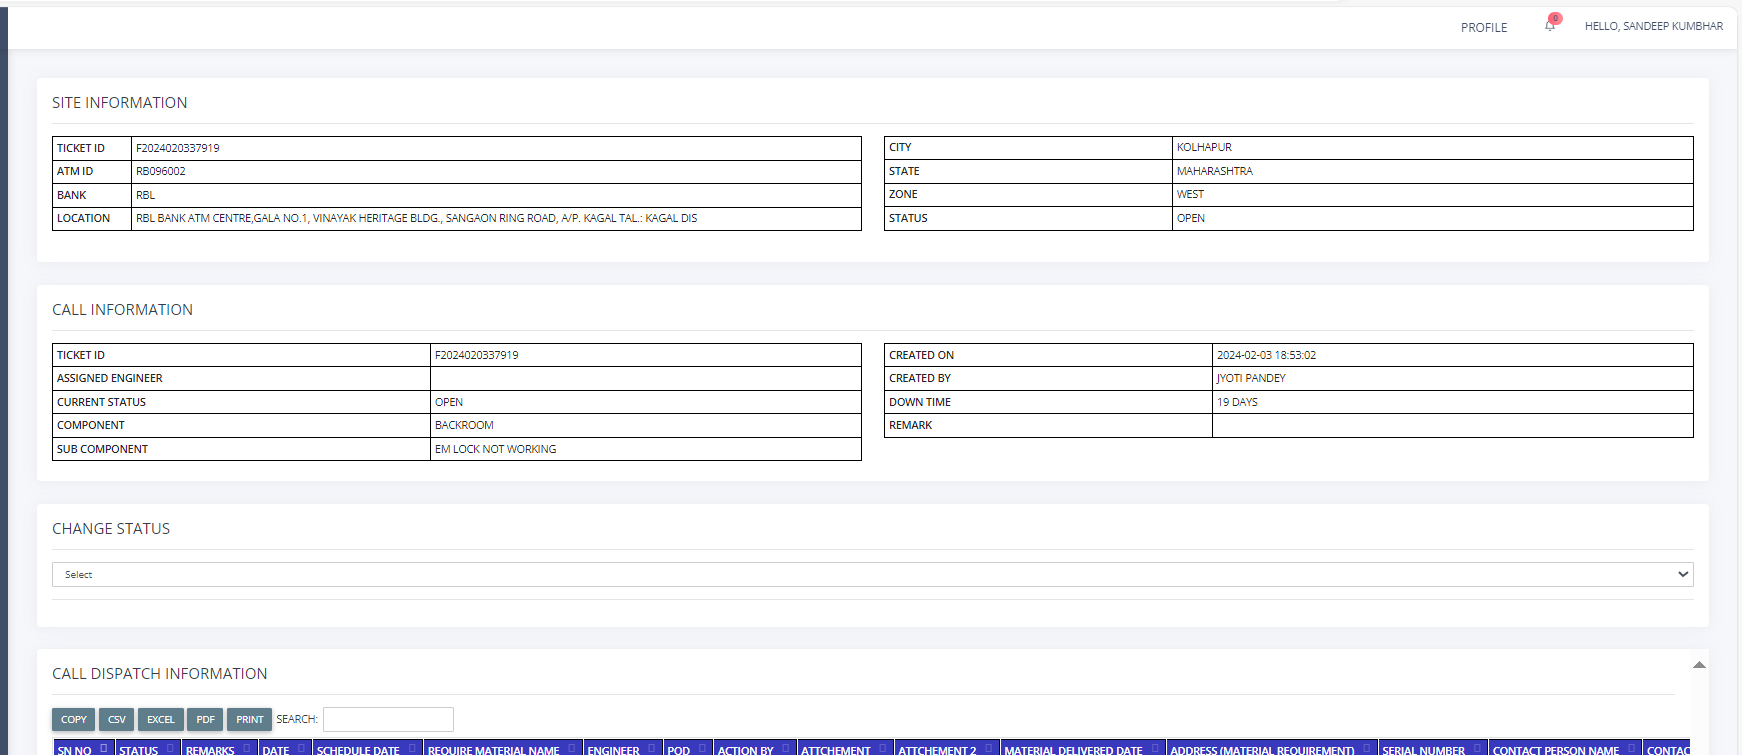 PROFILE 0 HELLO, SANDEEP KUMBHAR
SITE INFORMATION
TICKET ID F2024020337919
ATM ID RB096002
BANK RBL
LOCATION RBL BANK ATM CENTRE,GALA NO.1, VINAYAK HERITAGE BLDG., SANGAON RING ROAD, A/P. KAGAL TAL.: KAGAL DIS
CITY KOLHAPUR
STATE MAHARASHTRA
ZONE WEST
STATUS OPEN
CALL INFORMATION
TICKET ID F2024020337919
ASSIGNED ENGINEER
CURRENT STATUS OPEN
COMPONENT BACKROOM
SUB COMPONENT EM LOCK NOT WORKING
CREATED ON 2024-02-03 18:53:02
CREATED BY JYOTI PANDEY
DOWN TIME 19 DAYS
REMARK
CHANGE STATUS
Select
CALL DISPATCH INFORMATION
COPY CSV EXCEL PDF PRINT SEARCH:
SN NO STATUS REMARKS DATE SCHEDULE DATE REQUIRE MATERIAL NAME ENGINEER POD ACTION BY ATTCHEMENT ATTCHEMENT 2 MATERIAL DELIVERED DATE ADDRESS (MATERIAL REQUIREMENT) SERIAL NUMBER CONTACT PERSON NAME CONTAC